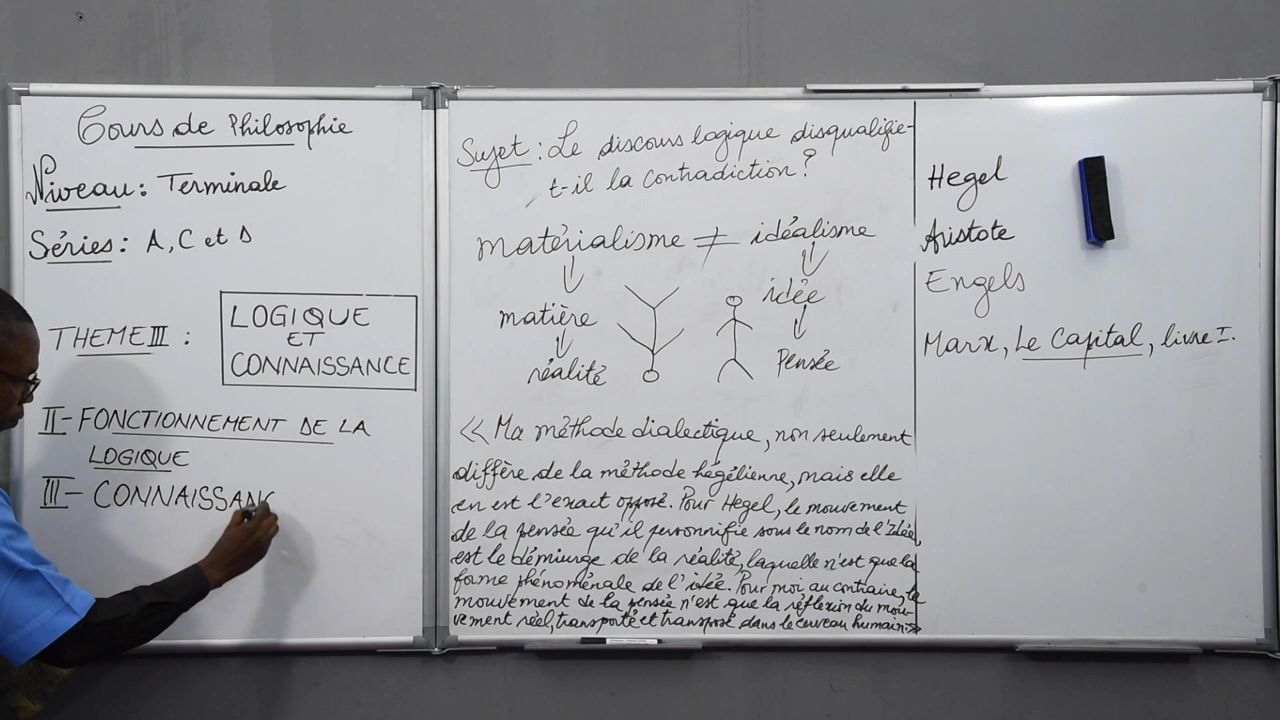 Cours de Philosophie
Niveau : Terminale
Séries : A, C et D
THEME III :
LOGIQUE
ET
CONNAISSANCE
II- FONCTIONNEMENT DE LA
LOGIQUE
III- CONNAISSANC
Sujet : Le discours logique disqualifie-
t-il la contradiction ?
matérialisme ≠ idéalisme
matière
réalité
idée
Pensée
<< Ma méthode dialectique, non seulement
diffère de la méthode hégélienne, mais elle
en est l'exact opposé. Pour Hegel, le mouvement
de la pensée qu'il personnifie sous le nom de l'Idée,
est le démiurge de la réalité, laquelle n'est que la
forme phénoménale de l'idée. Pour moi au contraire, le
mouvement de la pensée n'est que la réflexion du mou-
vement réel, transporté et transposé dans le cerveau humain. >>
Hegel
Aristote
Engels
Marx, Le Capital, livre I.